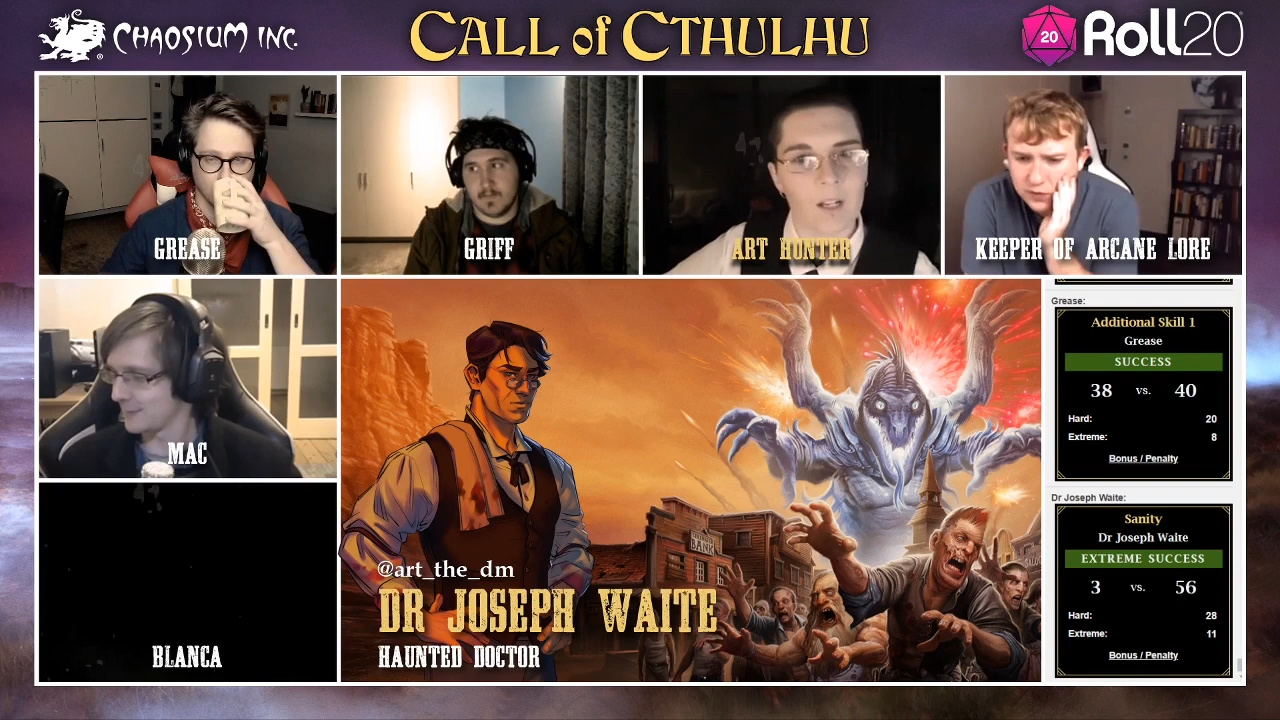 CHAOSIUM INC.
CALL of CTHULHU
20
Roll20
GREASE
GRIFF
ART HUNTER
KEEPER OF ARCANE LORE
MAC
BLANCA
BANK
@art_the_dm
DR JOSEPH WAITE
HAUNTED DOCTOR
Grease:
Additional Skill 1
Grease
SUCCESS
38 vs. 40
Hard: 20
Extreme: 8
Bonus / Penalty
Dr Joseph Waite:
Sanity
Dr Joseph Waite
EXTREME SUCCESS
3 vs. 56
Hard: 28
Extreme: 11
Bonus / Penalty